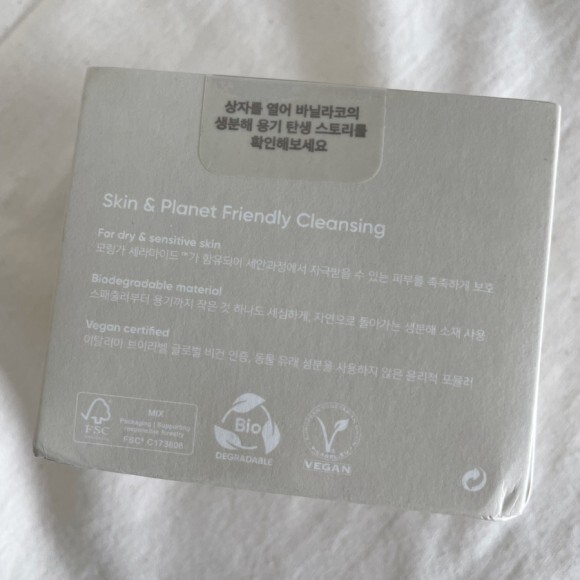 상자를 열어 바닐라코의
생분해 용기 탄생 스토리를
확인해보세요
Skin & Planet Friendly Cleansing
For dry & sensitive skin
모링가 세라마이드™가 함유되어 세안과정에서 자극받을 수 있는 피부를 촉촉하게 보호
Biodegradable material
스패츌러부터 용기까지 작은 것 하나도 세심하게, 자연으로 돌아가는 생분해 소재 사용
Vegan certified
이탈리아 브이라벨 글로벌 비건 인증, 동물 유래 성분을 사용하지 않은 윤리적 포뮬러
FSC
MIX
Packaging | Supporting
responsible forestry
FSC® C173606
Bio
DEGRADABLE
VEGAN